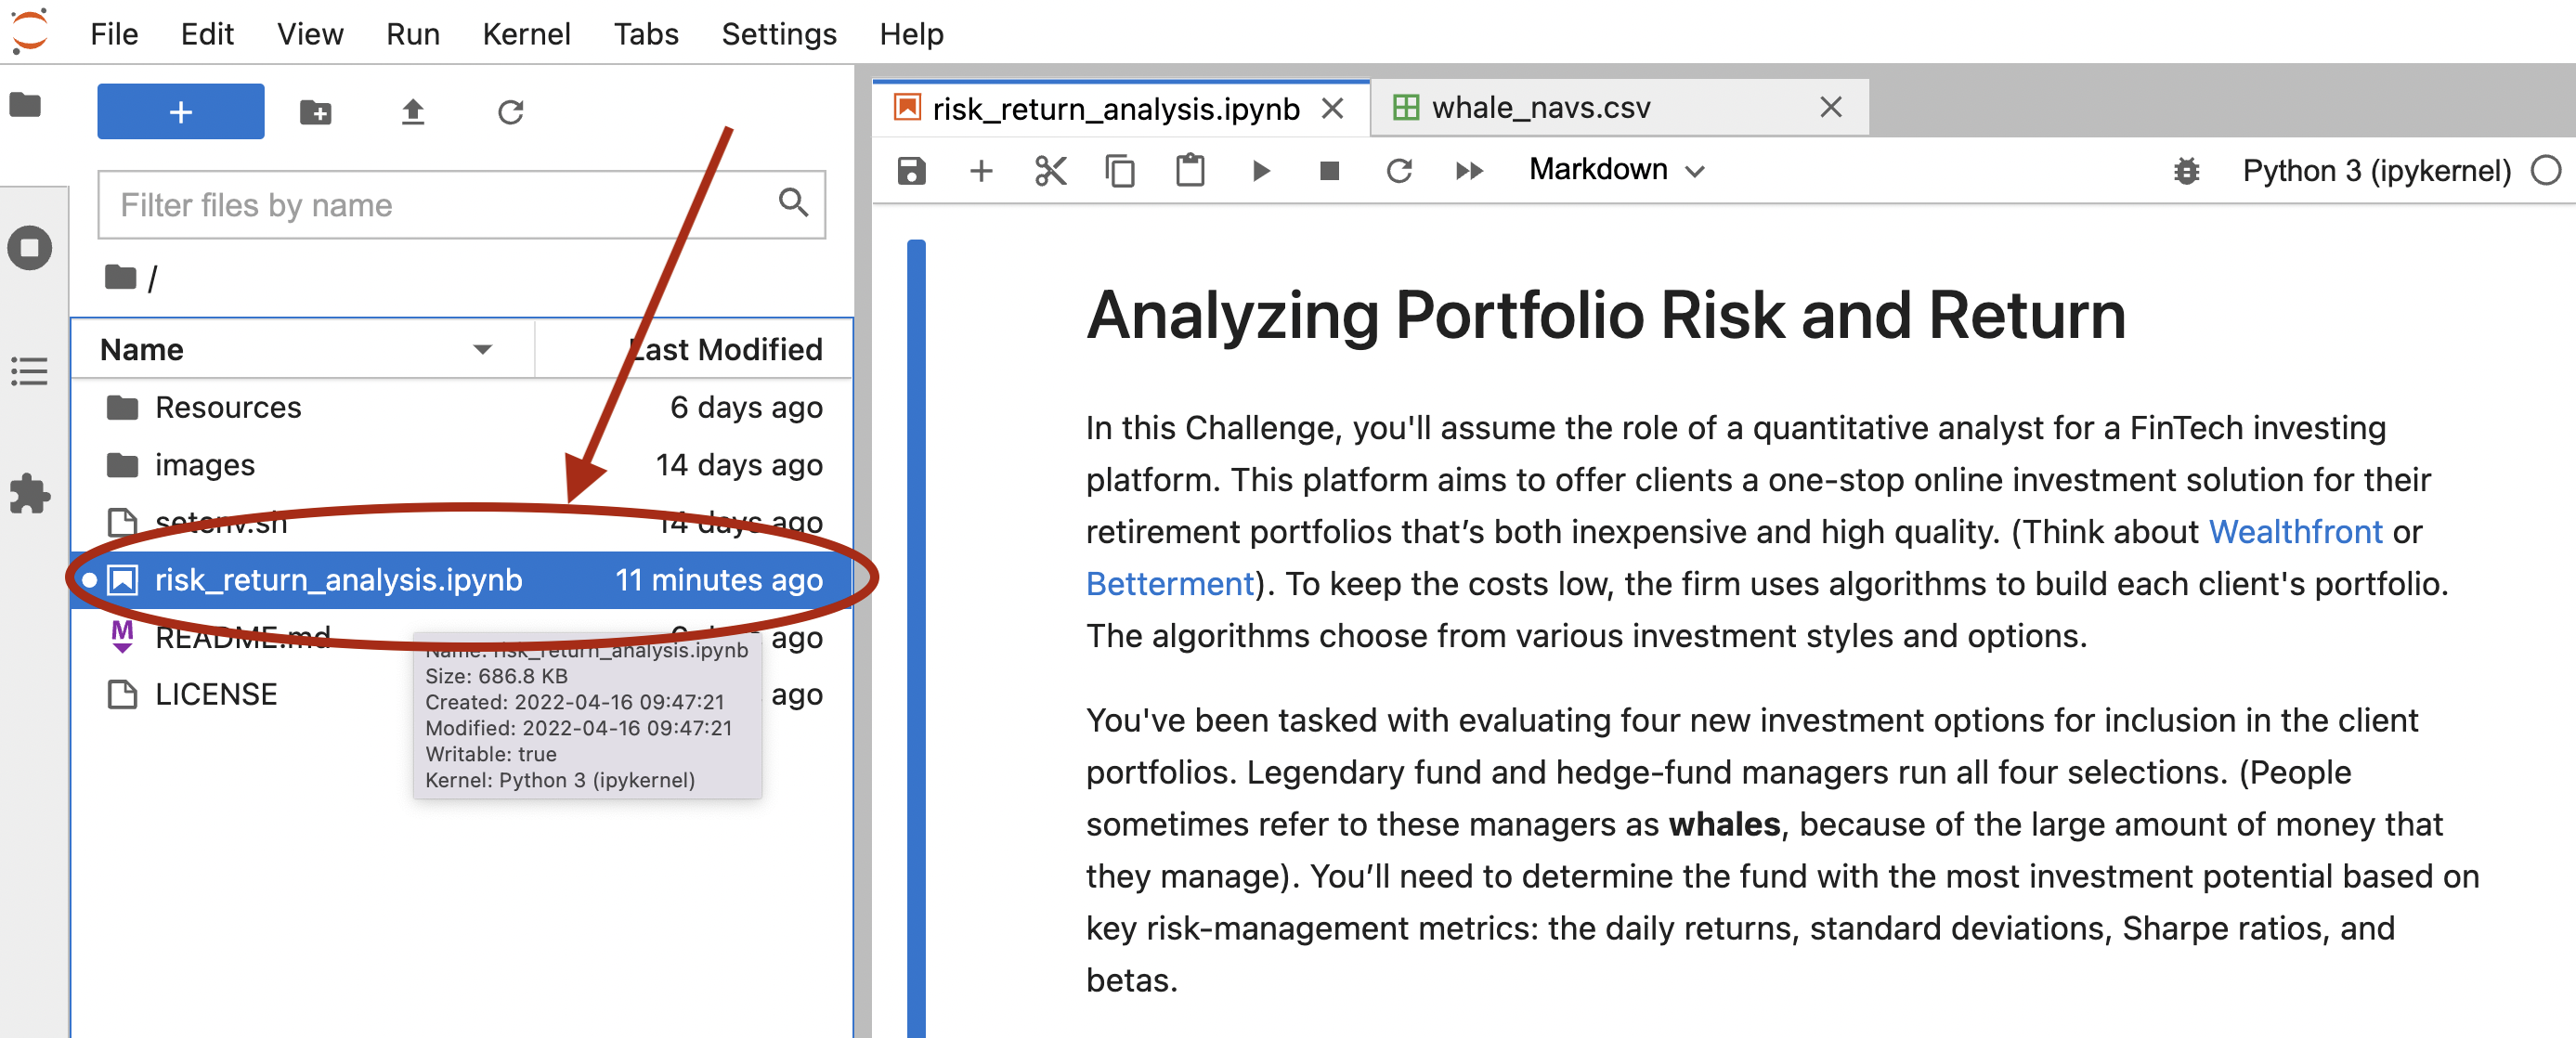 File Edit View Run Kernel Tabs Settings Help
risk_return_analysis.ipynb
whale_navs.csv
Markdown
Python 3 (ipykernel)
Filter files by name
/
Name Last Modified
Resources 6 days ago
images 14 days ago
setenv.sh 14 days ago
risk_return_analysis.ipynb 11 minutes ago
README.md ago
LICENSE ago
Name: risk_return_analysis.ipynb
Size: 686.8 KB
Created: 2022-04-16 09:47:21
Modified: 2022-04-16 09:47:21
Writable: true
Kernel: Python 3 (ipykernel)
Analyzing Portfolio Risk and Return
In this Challenge, you'll assume the role of a quantitative analyst for a FinTech investing
platform. This platform aims to offer clients a one-stop online investment solution for their
retirement portfolios that’s both inexpensive and high quality. (Think about Wealthfront or
Betterment). To keep the costs low, the firm uses algorithms to build each client's portfolio.
The algorithms choose from various investment styles and options.
You've been tasked with evaluating four new investment options for inclusion in the client
portfolios. Legendary fund and hedge-fund managers run all four selections. (People
sometimes refer to these managers as whales, because of the large amount of money that
they manage). You’ll need to determine the fund with the most investment potential based on
key risk-management metrics: the daily returns, standard deviations, Sharpe ratios, and
betas.